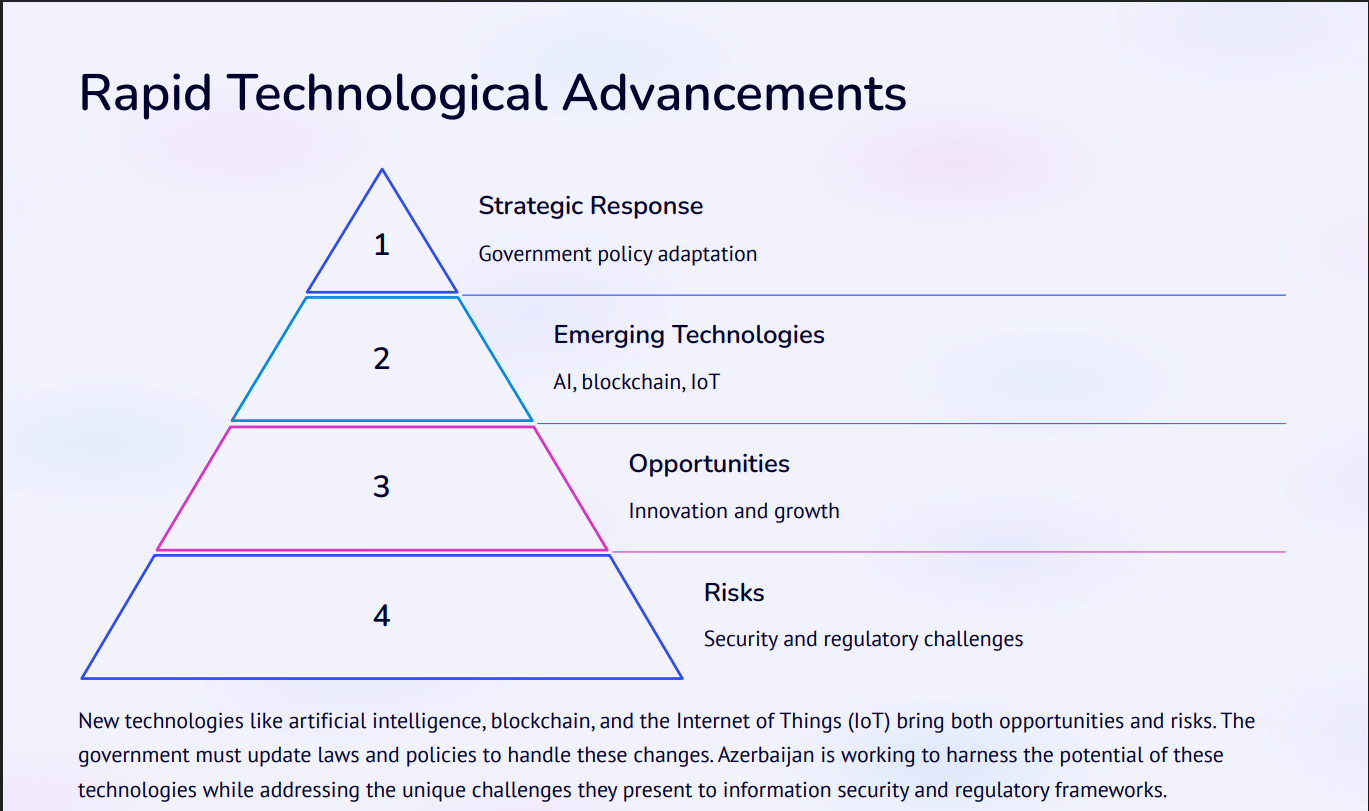 Rapid Technological Advancements
1
Strategic Response
Government policy adaptation
2
Emerging Technologies
AI, blockchain, IoT
3
Opportunities
Innovation and growth
4
Risks
Security and regulatory challenges
New technologies like artificial intelligence, blockchain, and the Internet of Things (IoT) bring both opportunities and risks. The
government must update laws and policies to handle these changes. Azerbaijan is working to harness the potential of these
technologies while addressing the unique challenges they present to information security and regulatory frameworks.